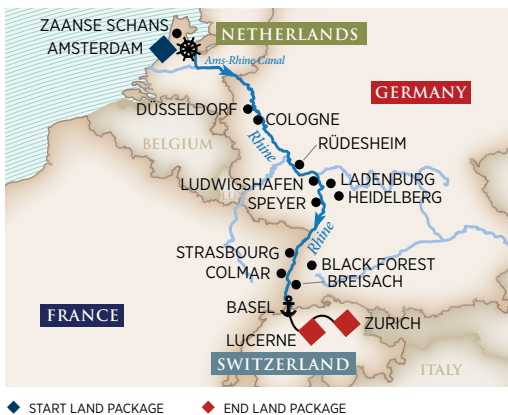 ZAANSE SCHANS
AMSTERDAM
NETHERLANDS
Ams-Rhine Canal
GERMANY
DÜSSELDORF
COLOGNE
BELGIUM
Rhine
RÜDESHEIM
LUDWIGSHAFEN
LADENBURG
HEIDELBERG
SPEYER
Rhine
STRASBOURG
COLMAR
BLACK FOREST
BREISACH
BASEL
FRANCE
ZURICH
LUCERNE
SWITZERLAND
ITALY
START LAND PACKAGE
END LAND PACKAGE